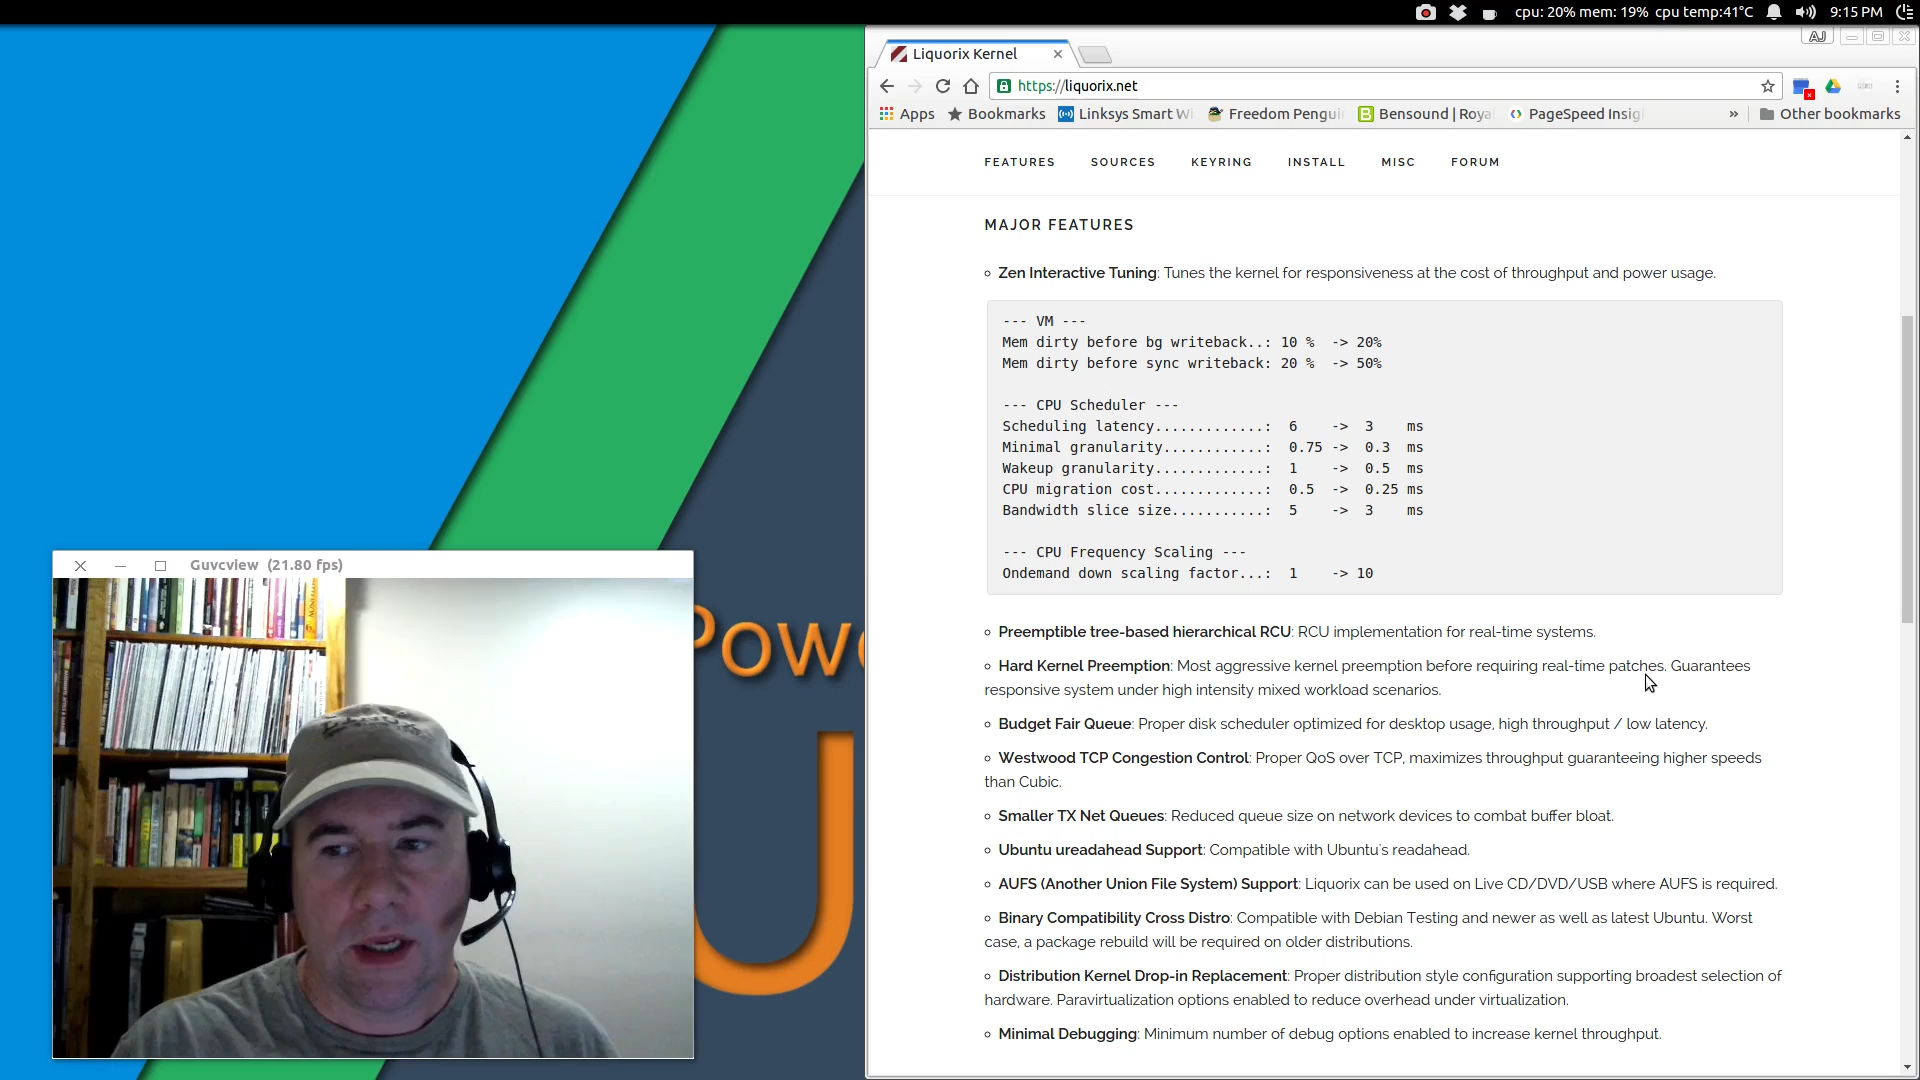 cpu: 20% mem: 19% cpu temp:41°C 9:15 PM
Liquorix Kernel
AJ
https://liquorix.net
Apps Bookmarks Linksys Smart Wi Freedom Pengui Bensound | Roya PageSpeed Insig » Other bookmarks
FEATURES SOURCES KEYRING INSTALL MISC FORUM
MAJOR FEATURES
Zen Interactive Tuning: Tunes the kernel for responsiveness at the cost of throughput and power usage.
--- VM ---
Mem dirty before bg writeback..: 10 % -> 20%
Mem dirty before sync writeback: 20 % -> 50%
--- CPU Scheduler ---
Scheduling latency.............: 6 -> 3 ms
Minimal granularity............: 0.75 -> 0.3 ms
Wakeup granularity.............: 1 -> 0.5 ms
CPU migration cost.............: 0.5 -> 0.25 ms
Bandwidth slice size...........: 5 -> 3 ms
--- CPU Frequency Scaling ---
Ondemand down scaling factor...: 1 -> 10
Preemptible tree-based hierarchical RCU: RCU implementation for real-time systems.
Hard Kernel Preemption: Most aggressive kernel preemption before requiring real-time patches. Guarantees
responsive system under high intensity mixed workload scenarios.
Budget Fair Queue: Proper disk scheduler optimized for desktop usage, high throughput / low latency.
Westwood TCP Congestion Control: Proper QoS over TCP, maximizes throughput guaranteeing higher speeds
than Cubic.
Smaller TX Net Queues: Reduced queue size on network devices to combat buffer bloat.
Ubuntu ureadahead Support: Compatible with Ubuntu's readahead.
AUFS (Another Union File System) Support: Liquorix can be used on Live CD/DVD/USB where AUFS is required.
Binary Compatibility Cross Distro: Compatible with Debian Testing and newer as well as latest Ubuntu. Worst
case, a package rebuild will be required on older distributions.
Distribution Kernel Drop-in Replacement: Proper distribution style configuration supporting broadest selection of
hardware. Paravirtualization options enabled to reduce overhead under virtualization.
Minimal Debugging: Minimum number of debug options enabled to increase kernel throughput.
Guvcview (21.80 fps)
Powe
U